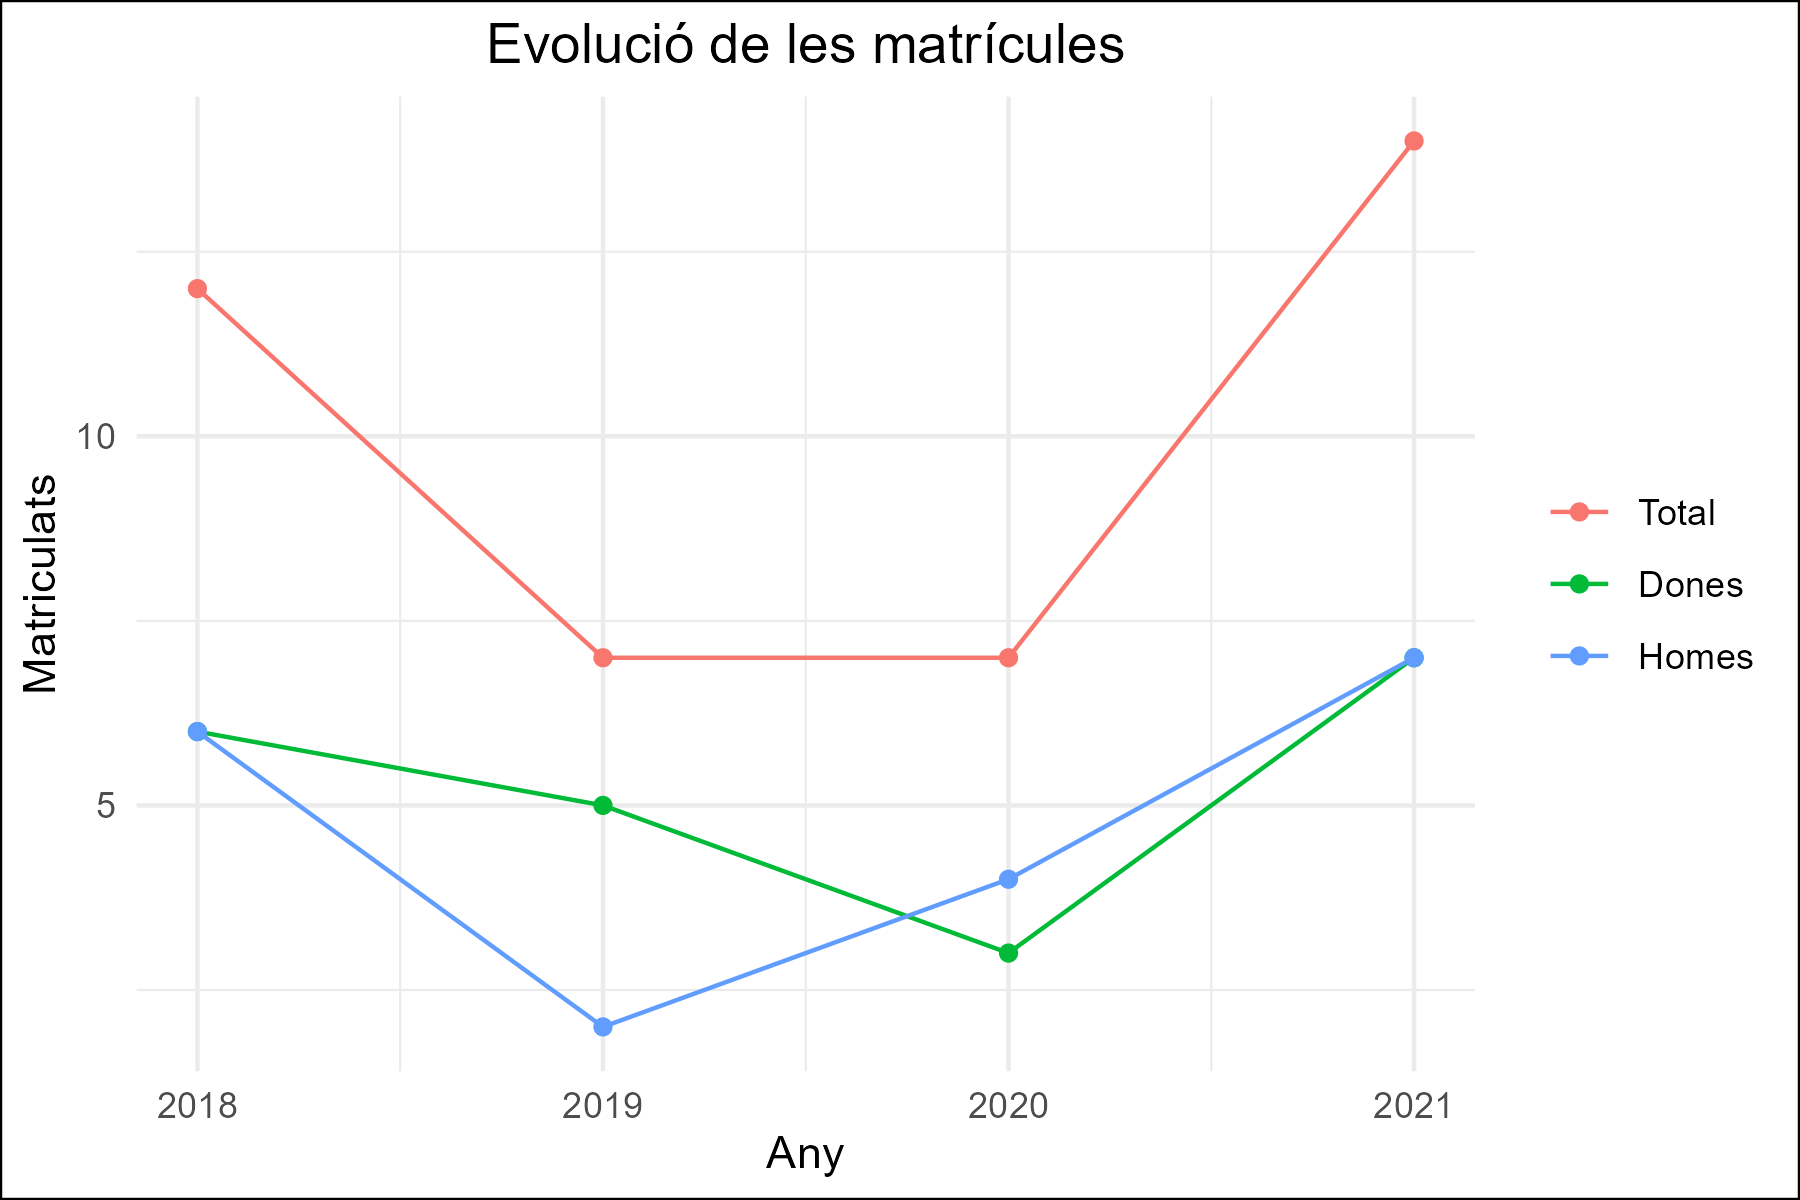 Evolució de les matrícules
Matriculats
10
5
2018
2019
2020
2021
Any
Total
Dones
Homes